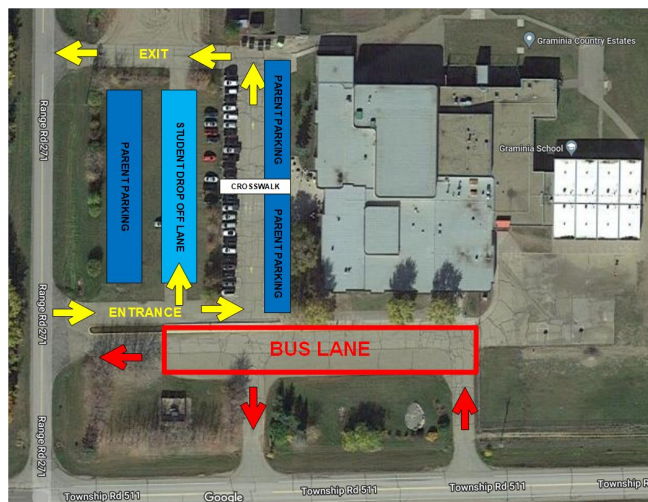 EXIT
Graminia Country Estates
Range Rd 271
PARENT PARKING
STUDENT DROP OFF LANE
PARENT PARKING
Graminia School
CROSSWALK
PARENT PARKING
Range Rd 271
ENTRANCE
BUS LANE
Range Rd 271
Township Rd 511
Google
Township Rd 511
Township Rd 511
Township R